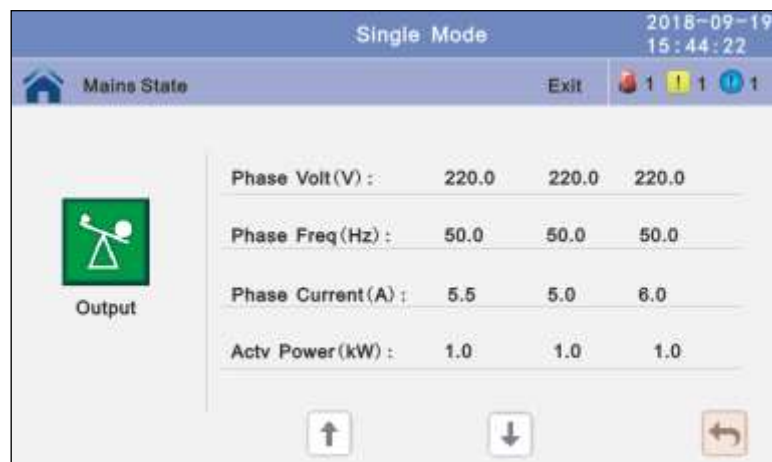 Single Mode
2018-09-19
15:44:22
Mains State Exit 1 ! 1 ! 1
Phase Volt(V): 220.0 220.0 220.0
Phase Freq(Hz): 50.0 50.0 50.0
Output
Phase Current(A): 5.5 5.0 6.0
Actv Power(kW): 1.0 1.0 1.0